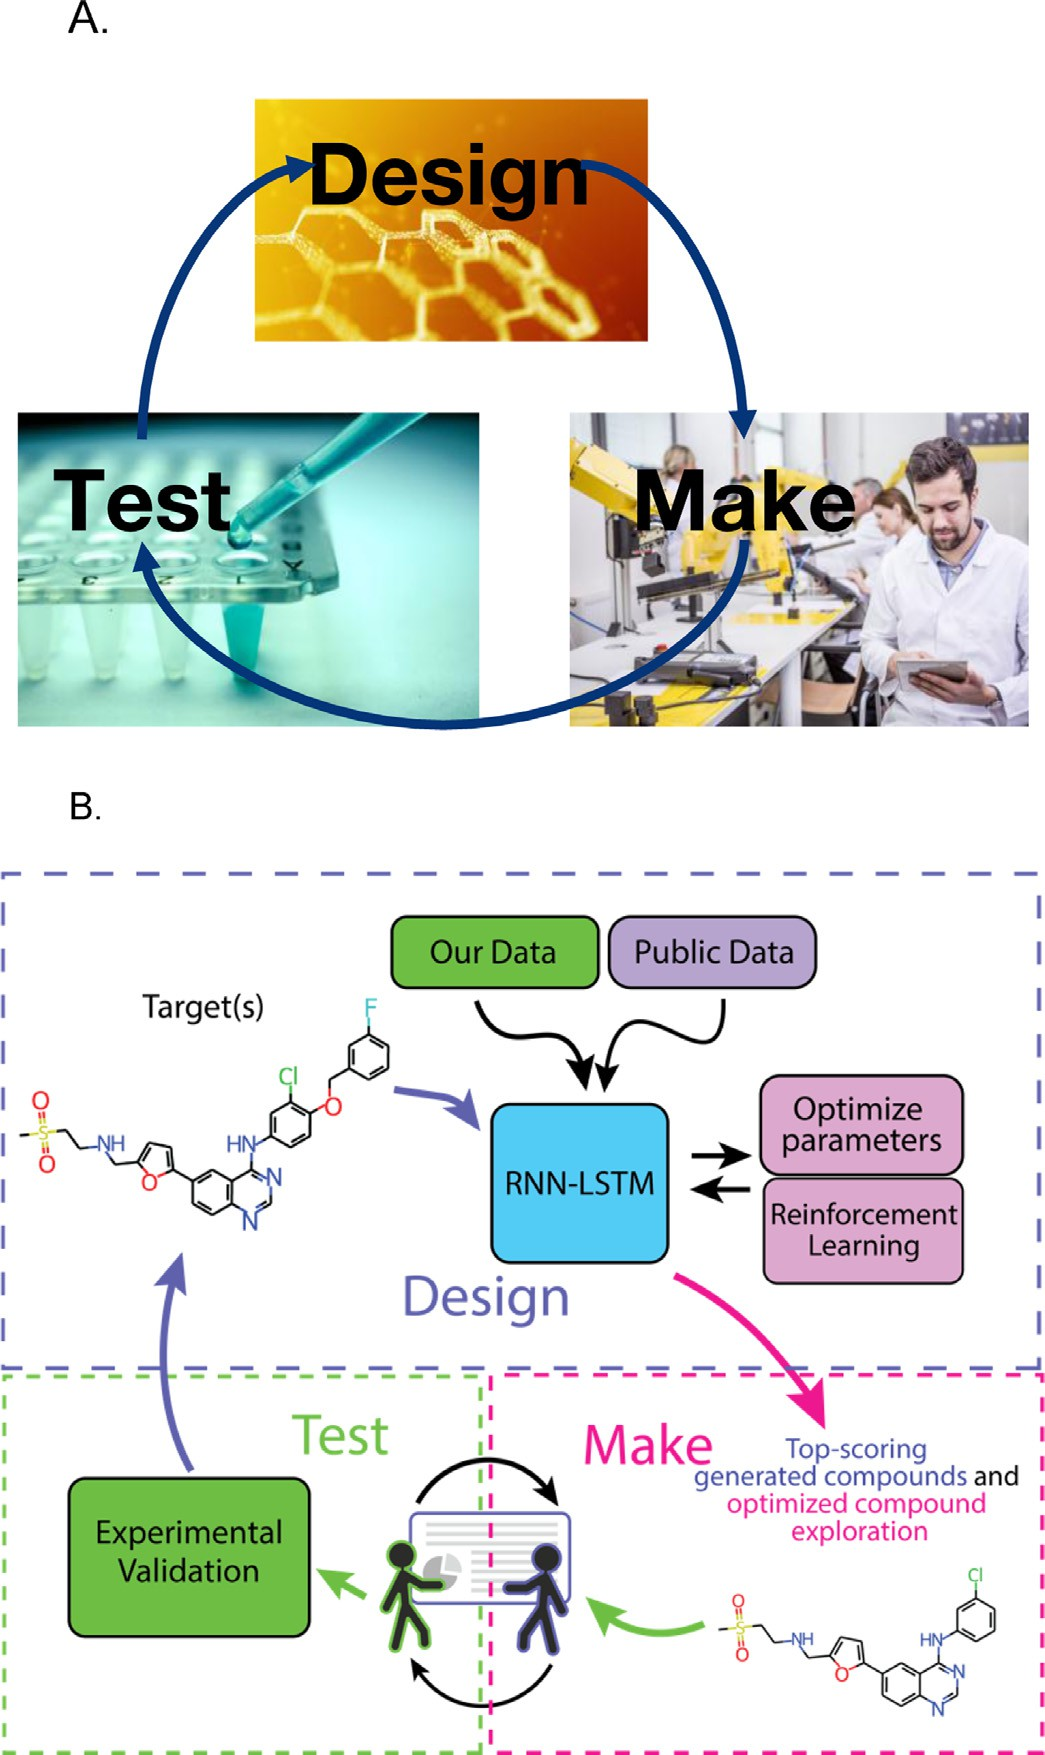 A.
Design
Test
Make
B.
Our Data
Public Data
Target(s)
F
Cl
O
HN
O
S
O
NH
O
N
N
RNN-LSTM
Optimize
parameters
Reinforcement
Learning
Design
Test
Make
Top-scoring
generated compounds and
optimized compound
exploration
Experimental
Validation
Cl
O
S
O
NH
O
HN
N
N